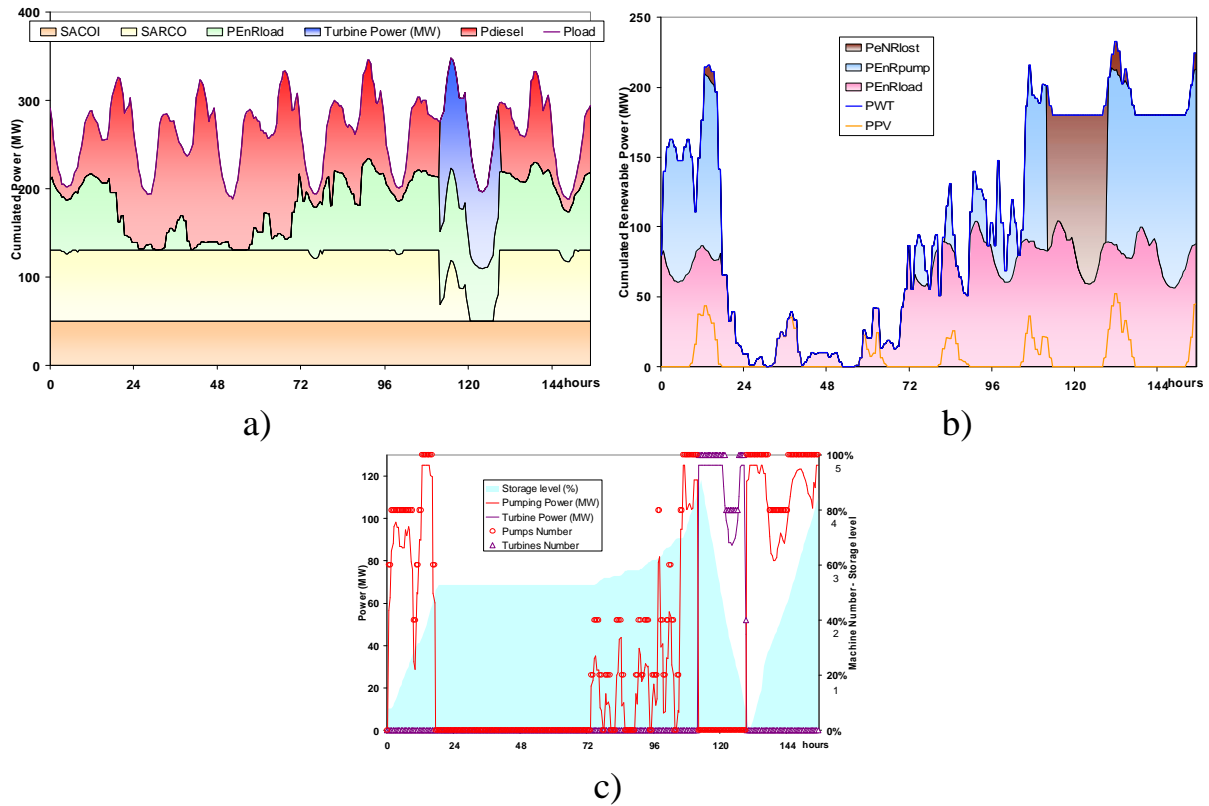 400
300
200
100
0
Cumulated Power (MW)
SACOI SARCO PEnRload Turbine Power (MW) Pdiesel Pload
0 24 48 72 96 120 144 hours
a)
250
200
150
100
50
0
Cumulated Renewable Power (MW)
PeNRlost
PEnRpump
PEnRload
PWT
PPV
0 24 48 72 96 120 144 hours
b)
120
100
80
60
40
20
0
Power (MW)
Storage level (%)
Pumping Power (MW)
Turbine Power (MW)
Pumps Number
Turbines Number
100%
5
80%
4
60%
3
40%
2
20%
1
0%
Machine Number - Storage level
0 24 48 72 96 120 144 hours
c)